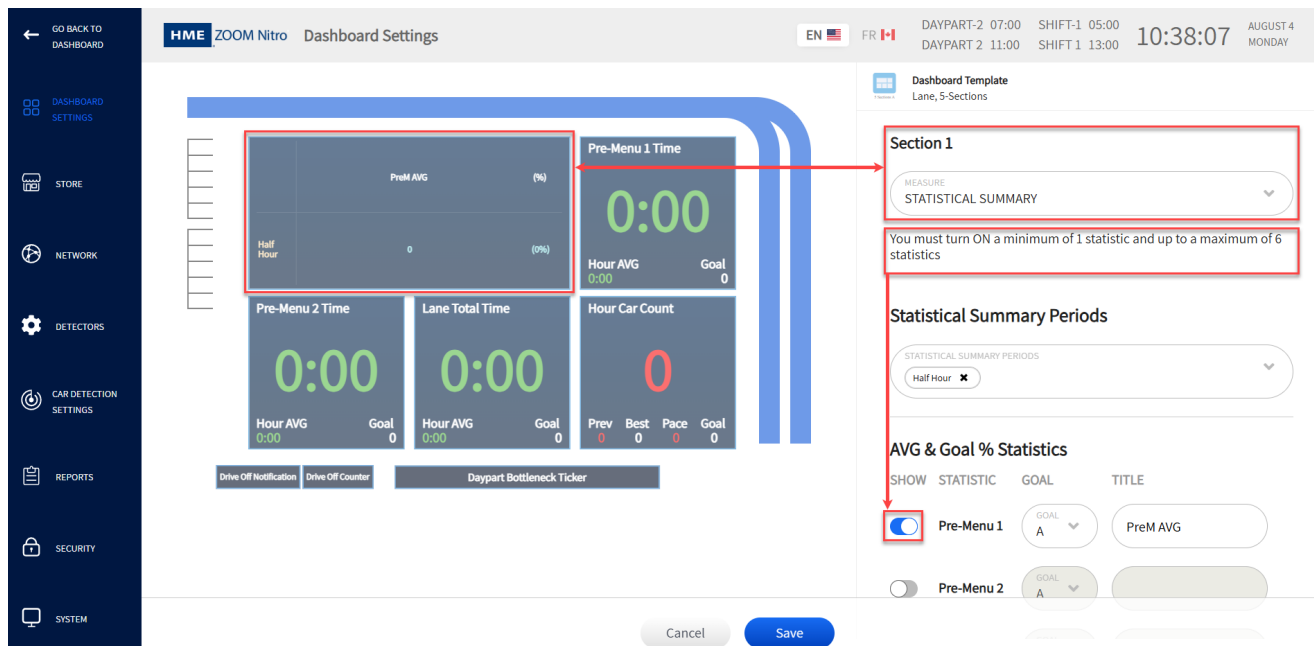 GO BACK TO
DASHBOARD
HME ZOOM Nitro Dashboard Settings
EN FR
DAYPART-2 07:00 SHIFT-1 05:00
DAYPART 2 11:00 SHIFT 1 13:00
10:38:07
AUGUST 4
MONDAY
DASHBOARD
SETTINGS
STORE
NETWORK
DETECTORS
CAR DETECTION
SETTINGS
REPORTS
SECURITY
SYSTEM
PreM AVG (%)
Half
Hour
0 (0%)
Pre-Menu 1 Time
0:00
Hour AVG Goal
0:00 0
Pre-Menu 2 Time
0:00
Hour AVG Goal
0:00 0
Lane Total Time
0:00
Hour AVG Goal
0:00 0
Hour Car Count
0
Prev Best Pace Goal
0 0 0 0
Drive Off Notification Drive Off Counter Daypart Bottleneck Ticker
Dashboard Template
Lane, 5-Sections
Section 1
MEASURE
STATISTICAL SUMMARY
You must turn ON a minimum of 1 statistic and up to a maximum of 6
statistics
Statistical Summary Periods
STATISTICAL SUMMARY PERIODS
Half Hour
AVG & Goal % Statistics
SHOW STATISTIC GOAL TITLE
Pre-Menu 1
GOAL
A
PreM AVG
Pre-Menu 2
GOAL
A
Cancel Save